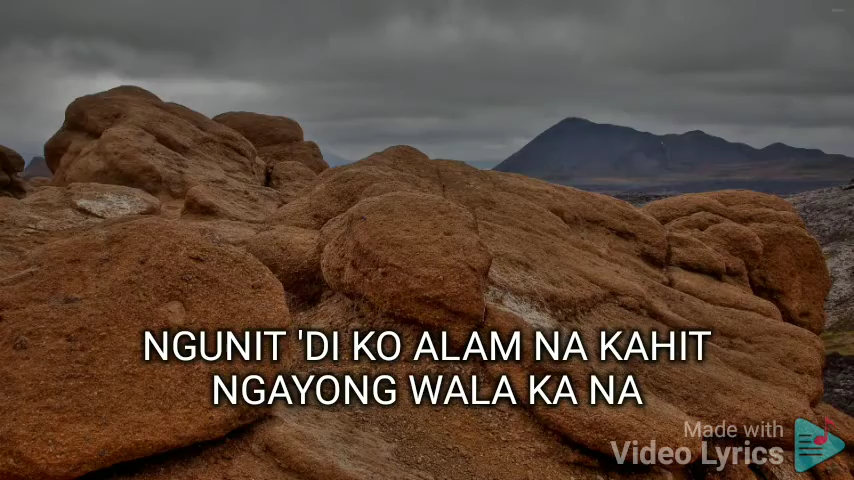 NGUNIT 'DI KO ALAM NA KAHIT
NGAYONG WALA KA NA
Made with
Video Lyrics